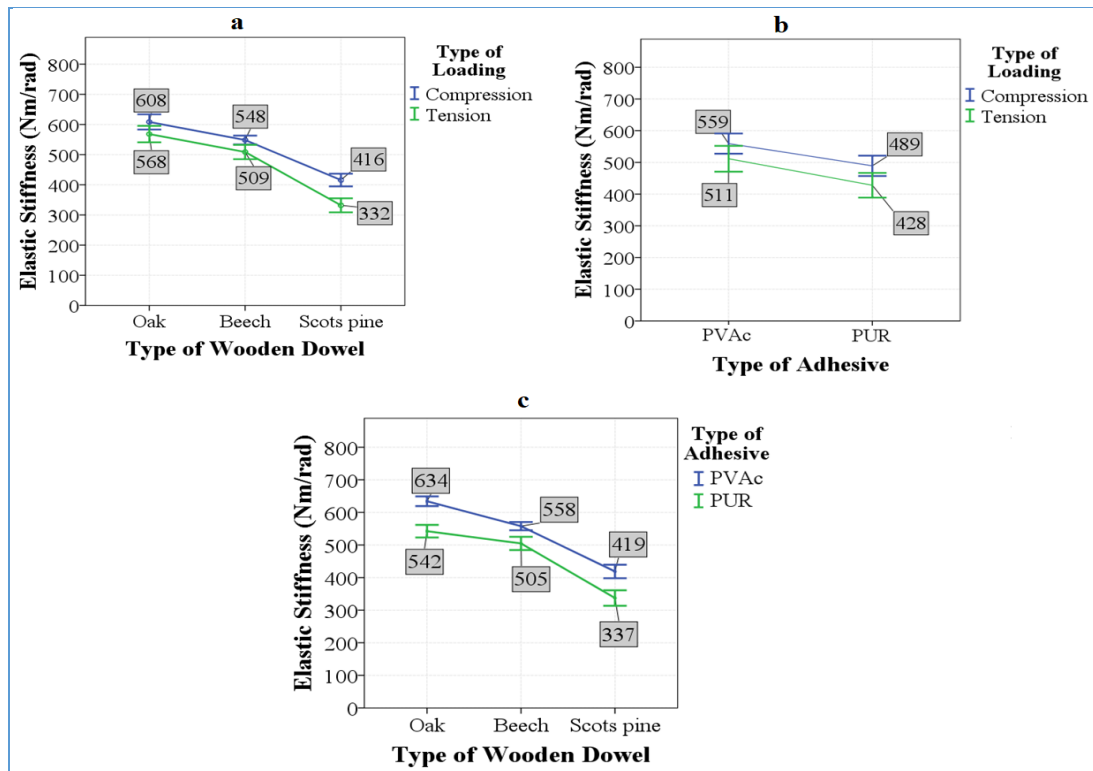 a
Type of
Loading
Compression
Tension
Elastic Stiffness (Nm/rad)
800
700
600
500
400
300
200
100
0
608
568
548
509
416
332
Oak
Beech
Scots pine
Type of Wooden Dowel
b
Type of
Loading
Compression
Tension
Elastic Stiffness (Nm/rad)
800
700
600
500
400
300
200
100
0
559
511
489
428
PVAc
PUR
Type of Adhesive
c
Type of
Adhesive
PVAc
PUR
Elastic Stiffness (Nm/rad)
800
700
600
500
400
300
200
100
0
634
542
558
505
419
337
Oak
Beech
Scots pine
Type of Wooden Dowel